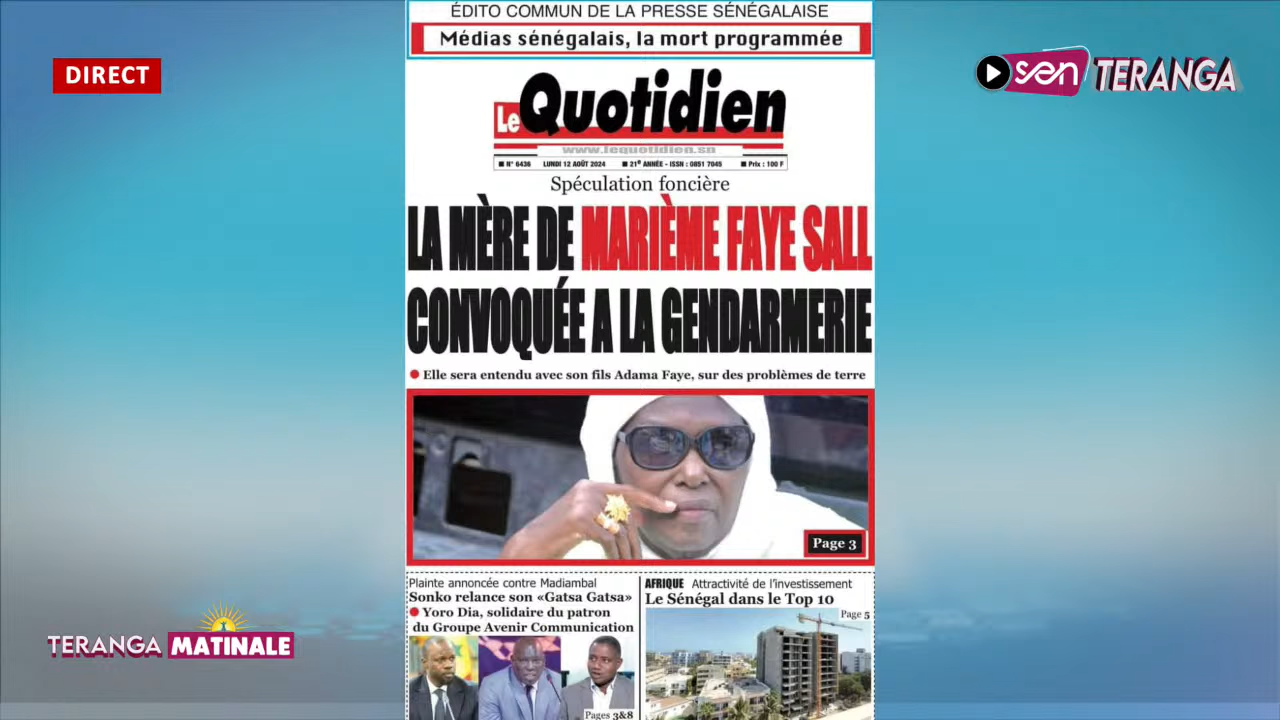 ÉDITO COMMUN DE LA PRESSE SÉNÉGALAISE
Médias sénégalais, la mort programmée
DIRECT
sen TERANGA
Le Quotidien
www.lequotidien.sn
■ N° 6436 LUNDI 12 AOÛT 2024 ■ 21e ANNÉE - ISSN : 0851 7045 ■ Prix : 100 F
Spéculation foncière
LA MÈRE DE MARIÈME FAYE SALL
CONVOQUÉE A LA GENDARMERIE
● Elle sera entendu avec son fils Adama Faye, sur des problèmes de terre
Page 3
Plainte annoncée contre Madiambal
Sonko relance son «Gatsa Gatsa»
● Yoro Dia, solidaire du patron
du Groupe Avenir Communication
Pages 3&8
AFRIQUE Attractivité de l'investissement
Le Sénégal dans le Top 10
Page 5
TERANGA MATINALE